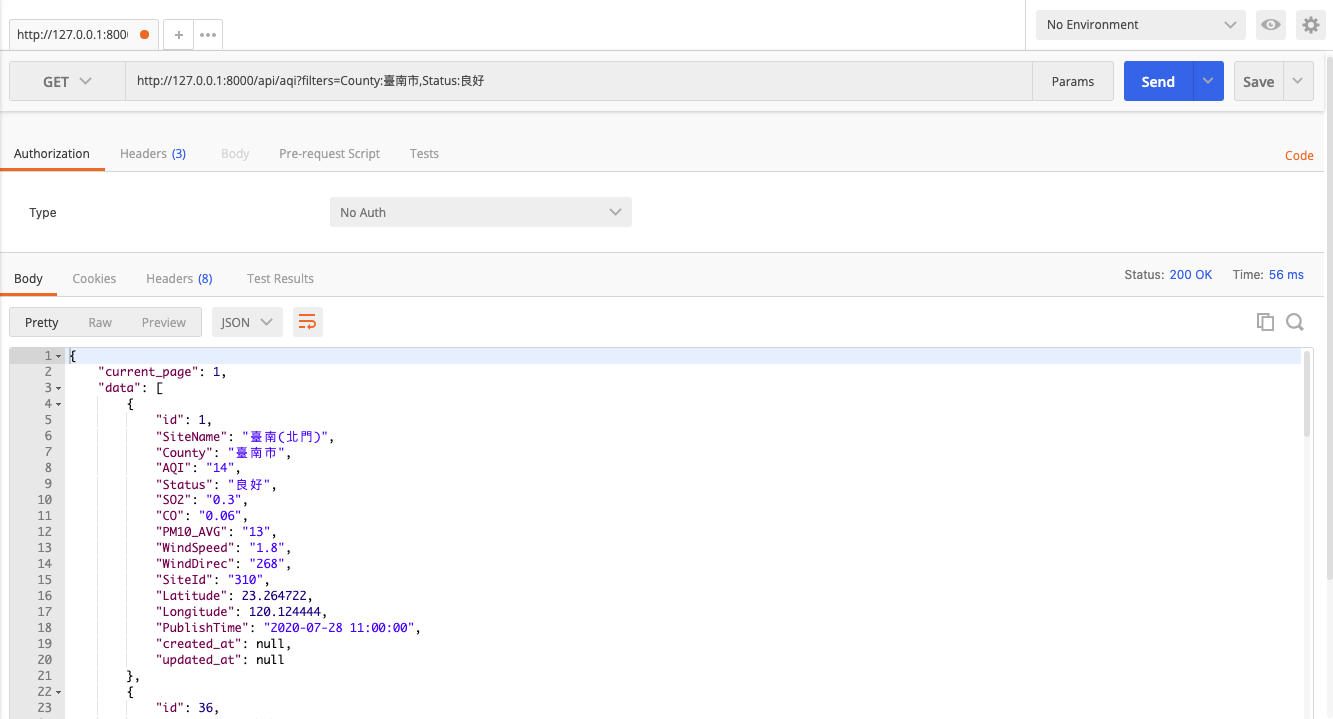 http://127.0.0.1:8000 + ••• No Environment
GET http://127.0.0.1:8000/api/aqi?filters=County:臺南市,Status:良好 Params Send Save
Authorization Headers (3) Body Pre-request Script Tests Code
Type No Auth
Body Cookies Headers (8) Test Results Status: 200 OK Time: 56 ms
Pretty Raw Preview JSON
1 {
2 "current_page": 1,
3 "data": [
4 {
5 "id": 1,
6 "SiteName": "臺南(北門)",
7 "County": "臺南市",
8 "AQI": "14",
9 "Status": "良好",
10 "SO2": "0.3",
11 "CO": "0.06",
12 "PM10_AVG": "13",
13 "WindSpeed": "1.8",
14 "WindDirec": "268",
15 "SiteId": "310",
16 "Latitude": 23.264722,
17 "Longitude": 120.124444,
18 "PublishTime": "2020-07-28 11:00:00",
19 "created_at": null,
20 "updated_at": null
21 },
22 {
23 "id": 36,